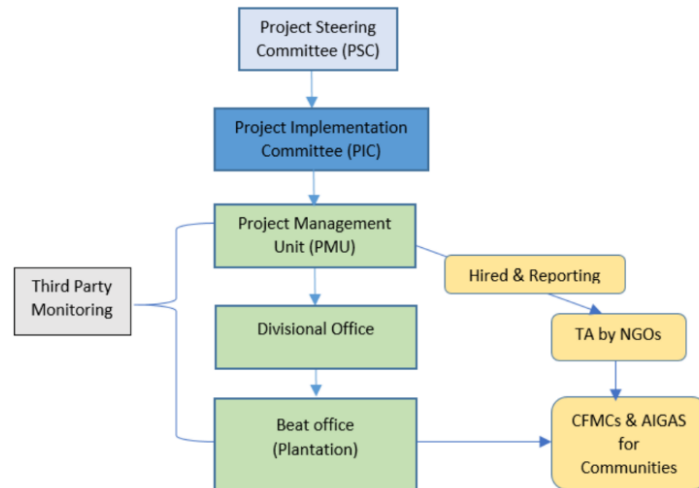 Project Steering
Committee (PSC)
Project Implementation
Committee (PIC)
Project Management
Unit (PMU)
Hired & Reporting
Third Party
Monitoring
Divisional Office
TA by NGOs
Beat office
(Plantation)
CFMCs & AIGAS
for
Communities